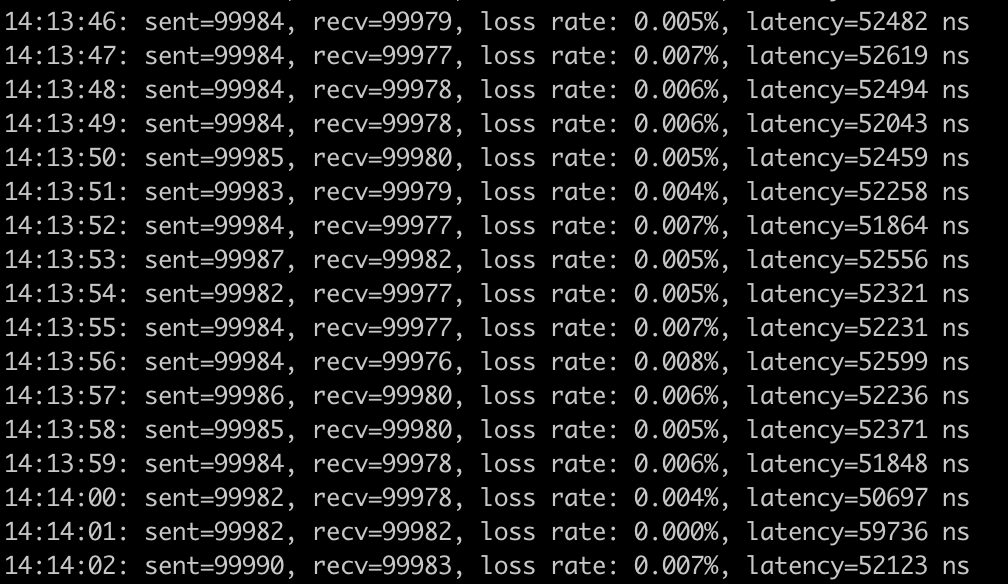 14:13:46: sent=99984, recv=99979, loss rate: 0.005%, latency=52482 ns
14:13:47: sent=99984, recv=99977, loss rate: 0.007%, latency=52619 ns
14:13:48: sent=99984, recv=99978, loss rate: 0.006%, latency=52494 ns
14:13:49: sent=99984, recv=99978, loss rate: 0.006%, latency=52043 ns
14:13:50: sent=99985, recv=99980, loss rate: 0.005%, latency=52459 ns
14:13:51: sent=99983, recv=99979, loss rate: 0.004%, latency=52258 ns
14:13:52: sent=99984, recv=99977, loss rate: 0.007%, latency=51864 ns
14:13:53: sent=99987, recv=99982, loss rate: 0.005%, latency=52556 ns
14:13:54: sent=99982, recv=99977, loss rate: 0.005%, latency=52321 ns
14:13:55: sent=99984, recv=99977, loss rate: 0.007%, latency=52231 ns
14:13:56: sent=99984, recv=99976, loss rate: 0.008%, latency=52599 ns
14:13:57: sent=99986, recv=99980, loss rate: 0.006%, latency=52236 ns
14:13:58: sent=99985, recv=99980, loss rate: 0.005%, latency=52371 ns
14:13:59: sent=99984, recv=99978, loss rate: 0.006%, latency=51848 ns
14:14:00: sent=99982, recv=99978, loss rate: 0.004%, latency=50697 ns
14:14:01: sent=99982, recv=99982, loss rate: 0.000%, latency=59736 ns
14:14:02: sent=99990, recv=99983, loss rate: 0.007%, latency=52123 ns